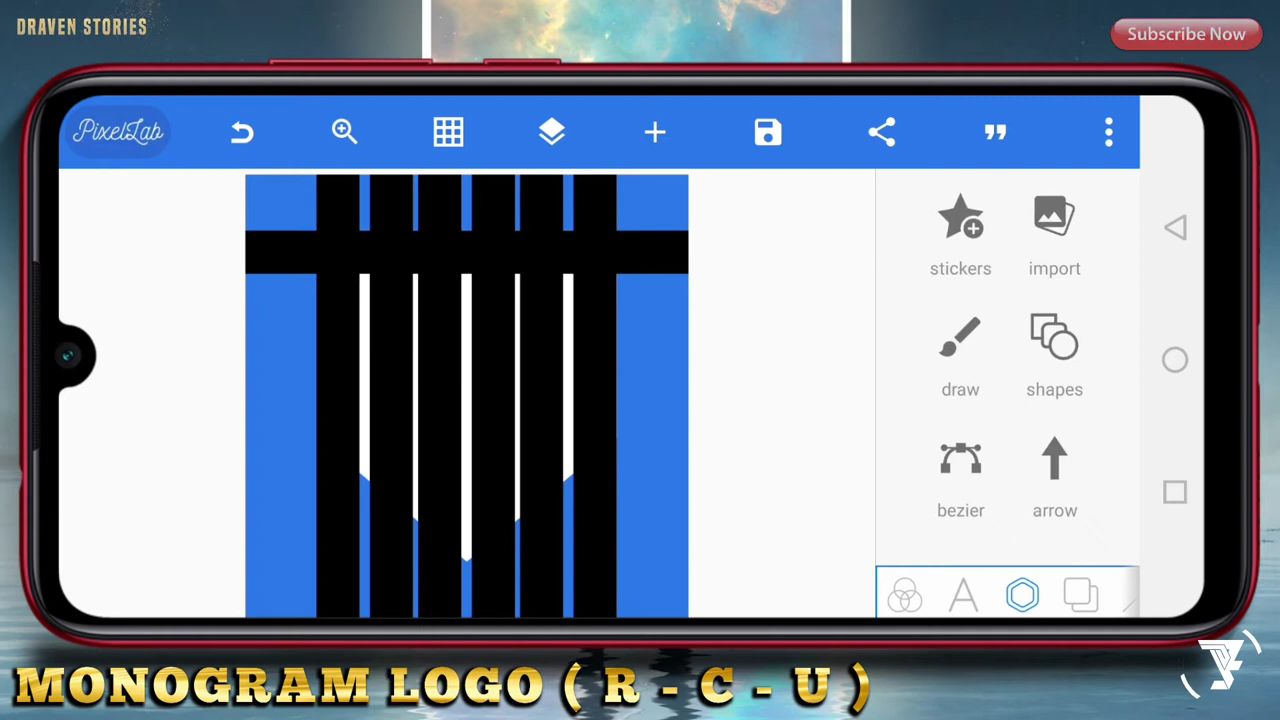 DRAVEN STORIES
Subscribe Now
PixelLab
stickers import
draw shapes
bezier arrow
MONOGRAM LOGO ( R - C - U )